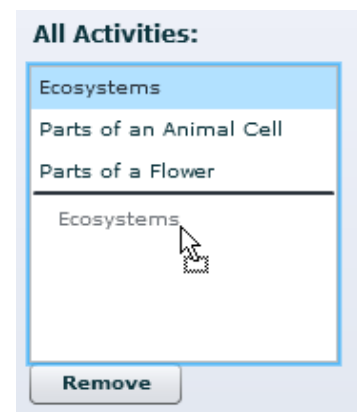 All Activities:
Ecosystems
Parts of an Animal Cell
Parts of a Flower
Ecosystems
Remove